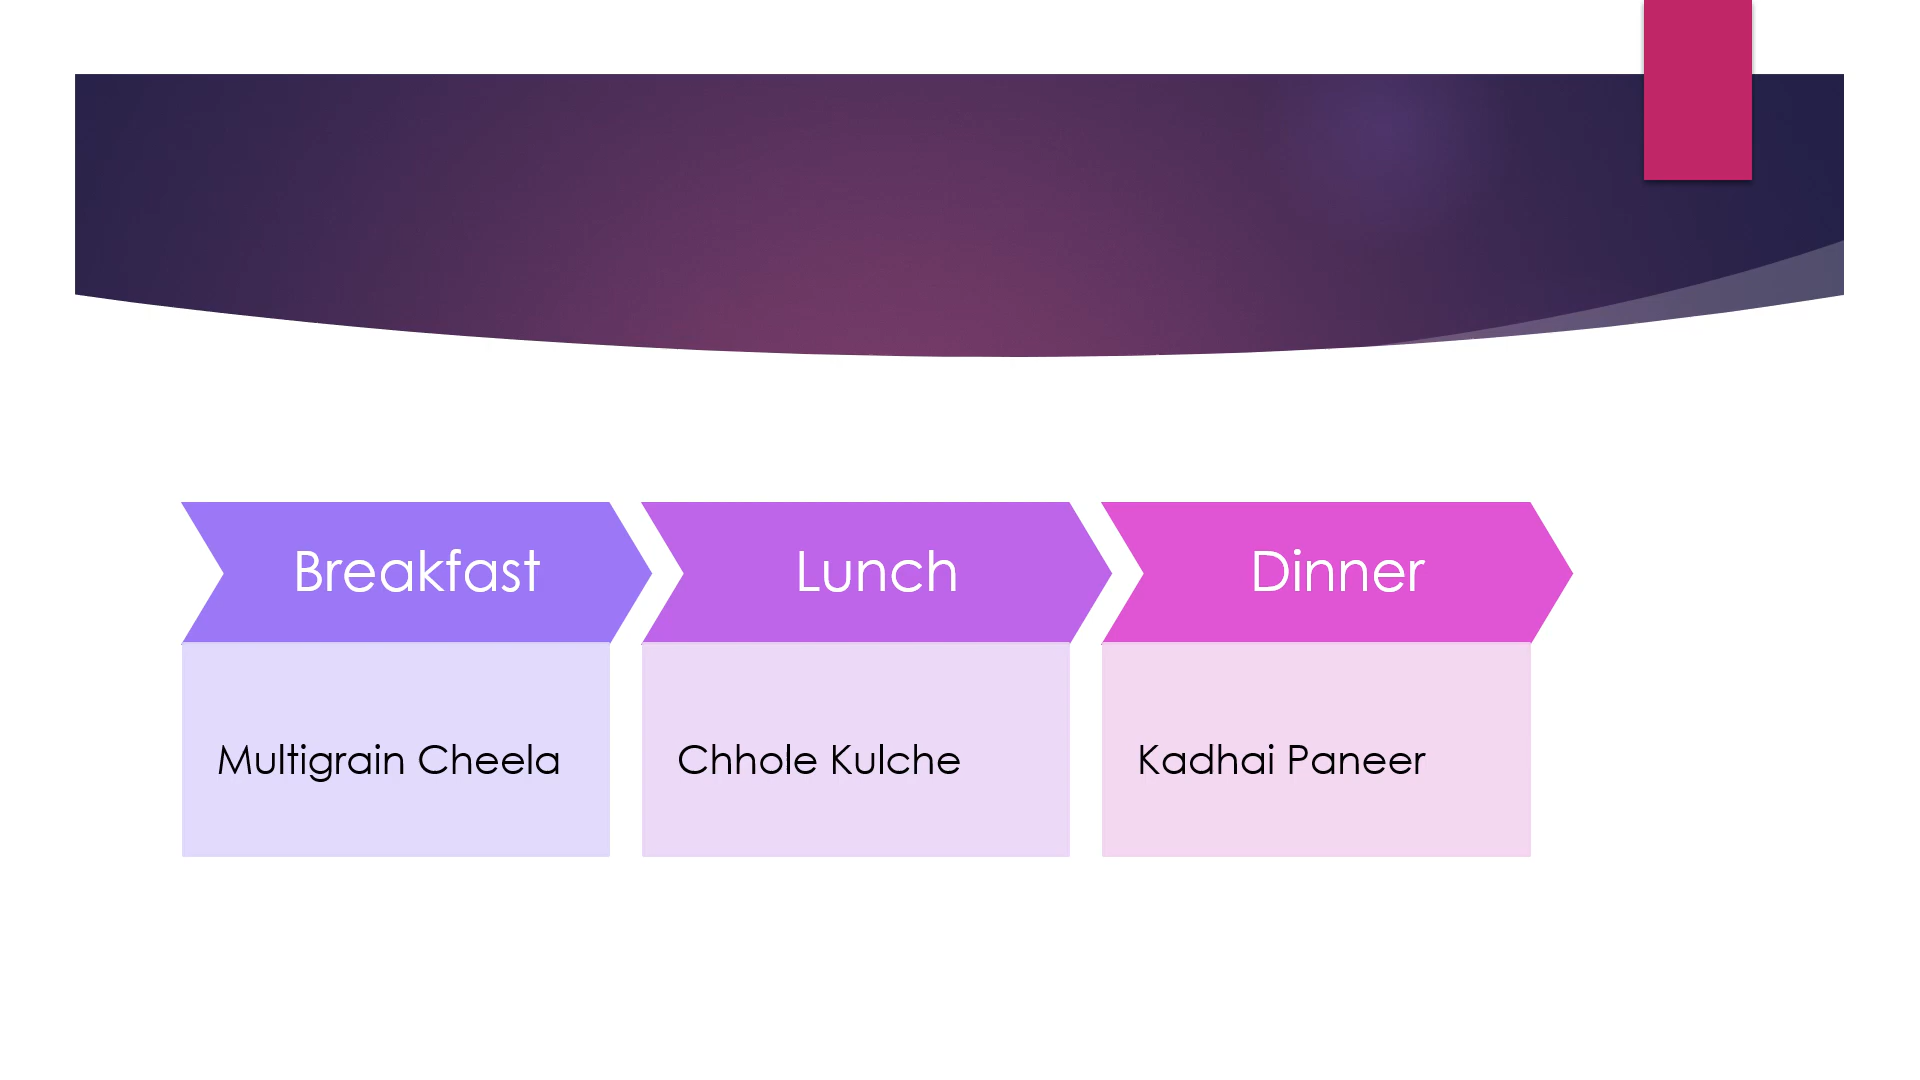 Breakfast
Lunch
Dinner
Multigrain Cheela
Chhole Kulche
Kadhai Paneer